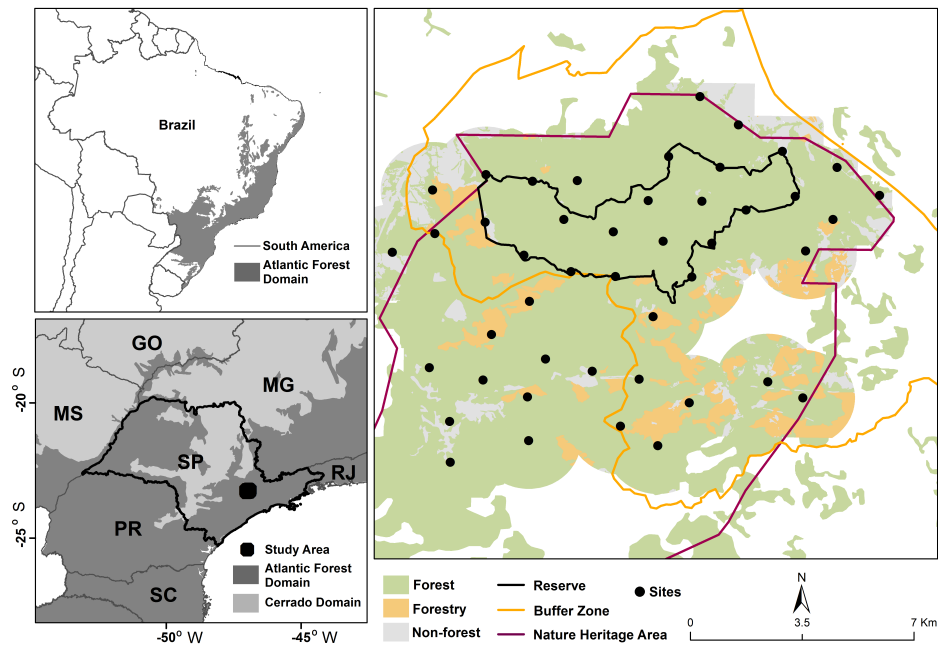 Brazil
South America
Atlantic Forest
Domain
GO
MG
MS
SP
RJ
PR
SC
-20° S
-25° S
-50° W
-45° W
Study Area
Atlantic Forest
Domain
Cerrado Domain
Forest
Forestry
Non-forest
Reserve
Buffer Zone
Nature Heritage Area
Sites
N
0
3.5
7 Km